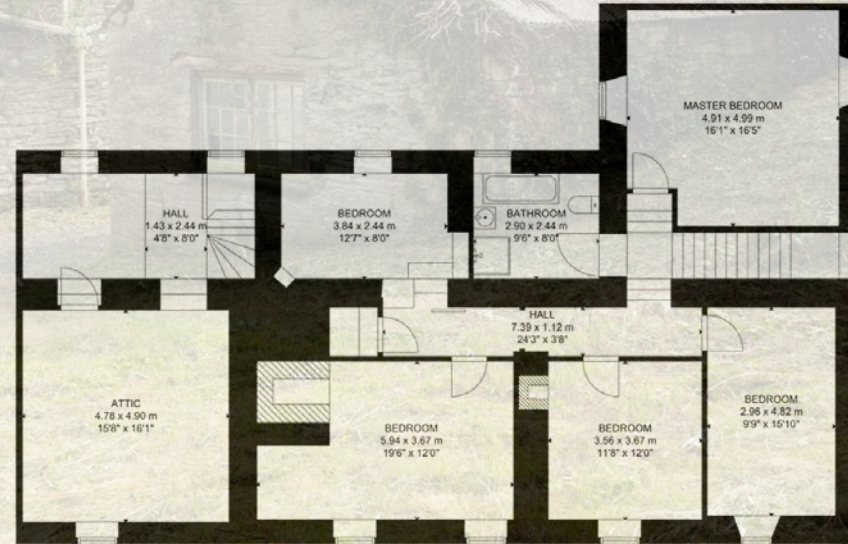 MASTER BEDROOM
4.91 x 4.99 m
16'1" x 16'5"
HALL
1.43 x 2.44 m
4'8" x 8'0"
BEDROOM
3.84 x 2.44 m
12'7" x 8'0"
BATHROOM
2.90 x 2.44 m
9'6" x 8'0"
HALL
7.39 x 1.12 m
24'3" x 3'8"
ATTIC
4.78 x 4.90 m
15'8" x 16'1"
BEDROOM
5.94 x 3.67 m
19'6" x 12'0"
BEDROOM
3.56 x 3.67 m
11'8" x 12'0"
BEDROOM
2.96 x 4.82 m
9'9" x 15'10"